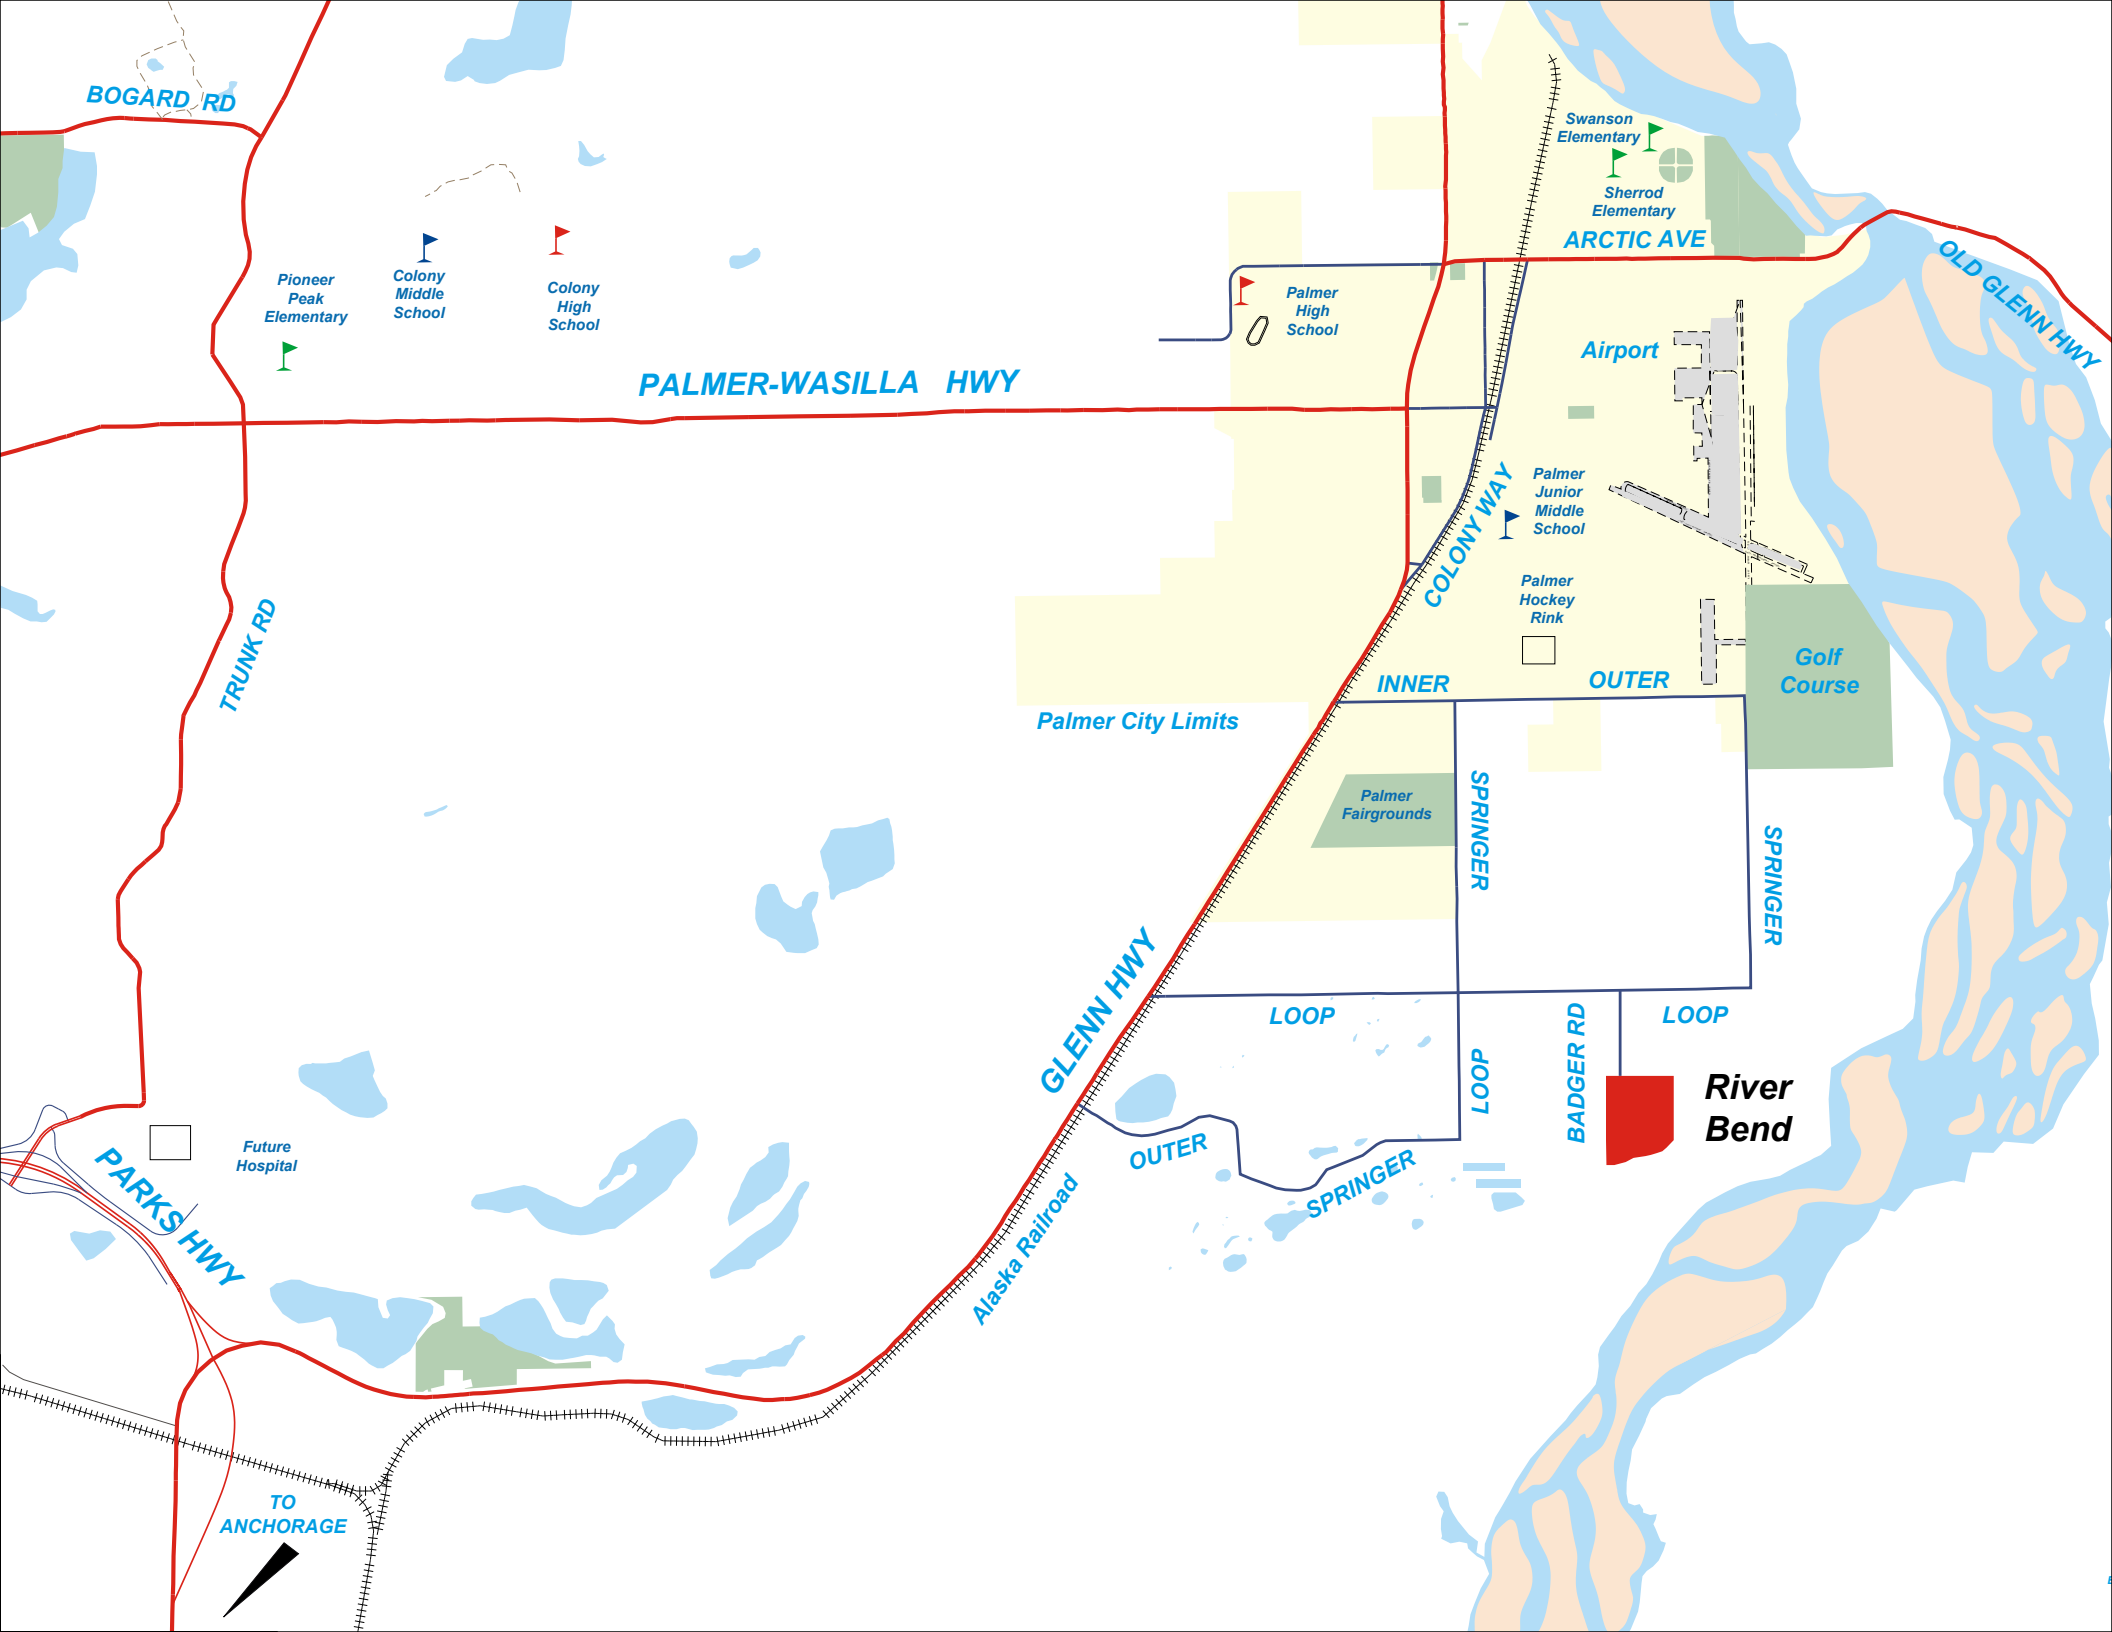 BOGARD RD
Swanson
Elementary
Sherrod
Elementary
ARCTIC AVE
OLD GLENN HWY
Pioneer
Peak
Elementary
Colony
Middle
School
Colony
High
School
Palmer
High
School
Airport
PALMER-WASILLA HWY
COLONY WAY
Palmer
Junior
Middle
School
Palmer
Hockey
Rink
TRUNK RD
INNER
OUTER
Golf
Course
Palmer City Limits
Palmer
Fairgrounds
SPRINGER
SPRINGER
GLENN HWY
LOOP
LOOP
LOOP
BADGER RD
River
Bend
OUTER
SPRINGER
Future
Hospital
PARKS HWY
Alaska Railroad
TO
ANCHORAGE